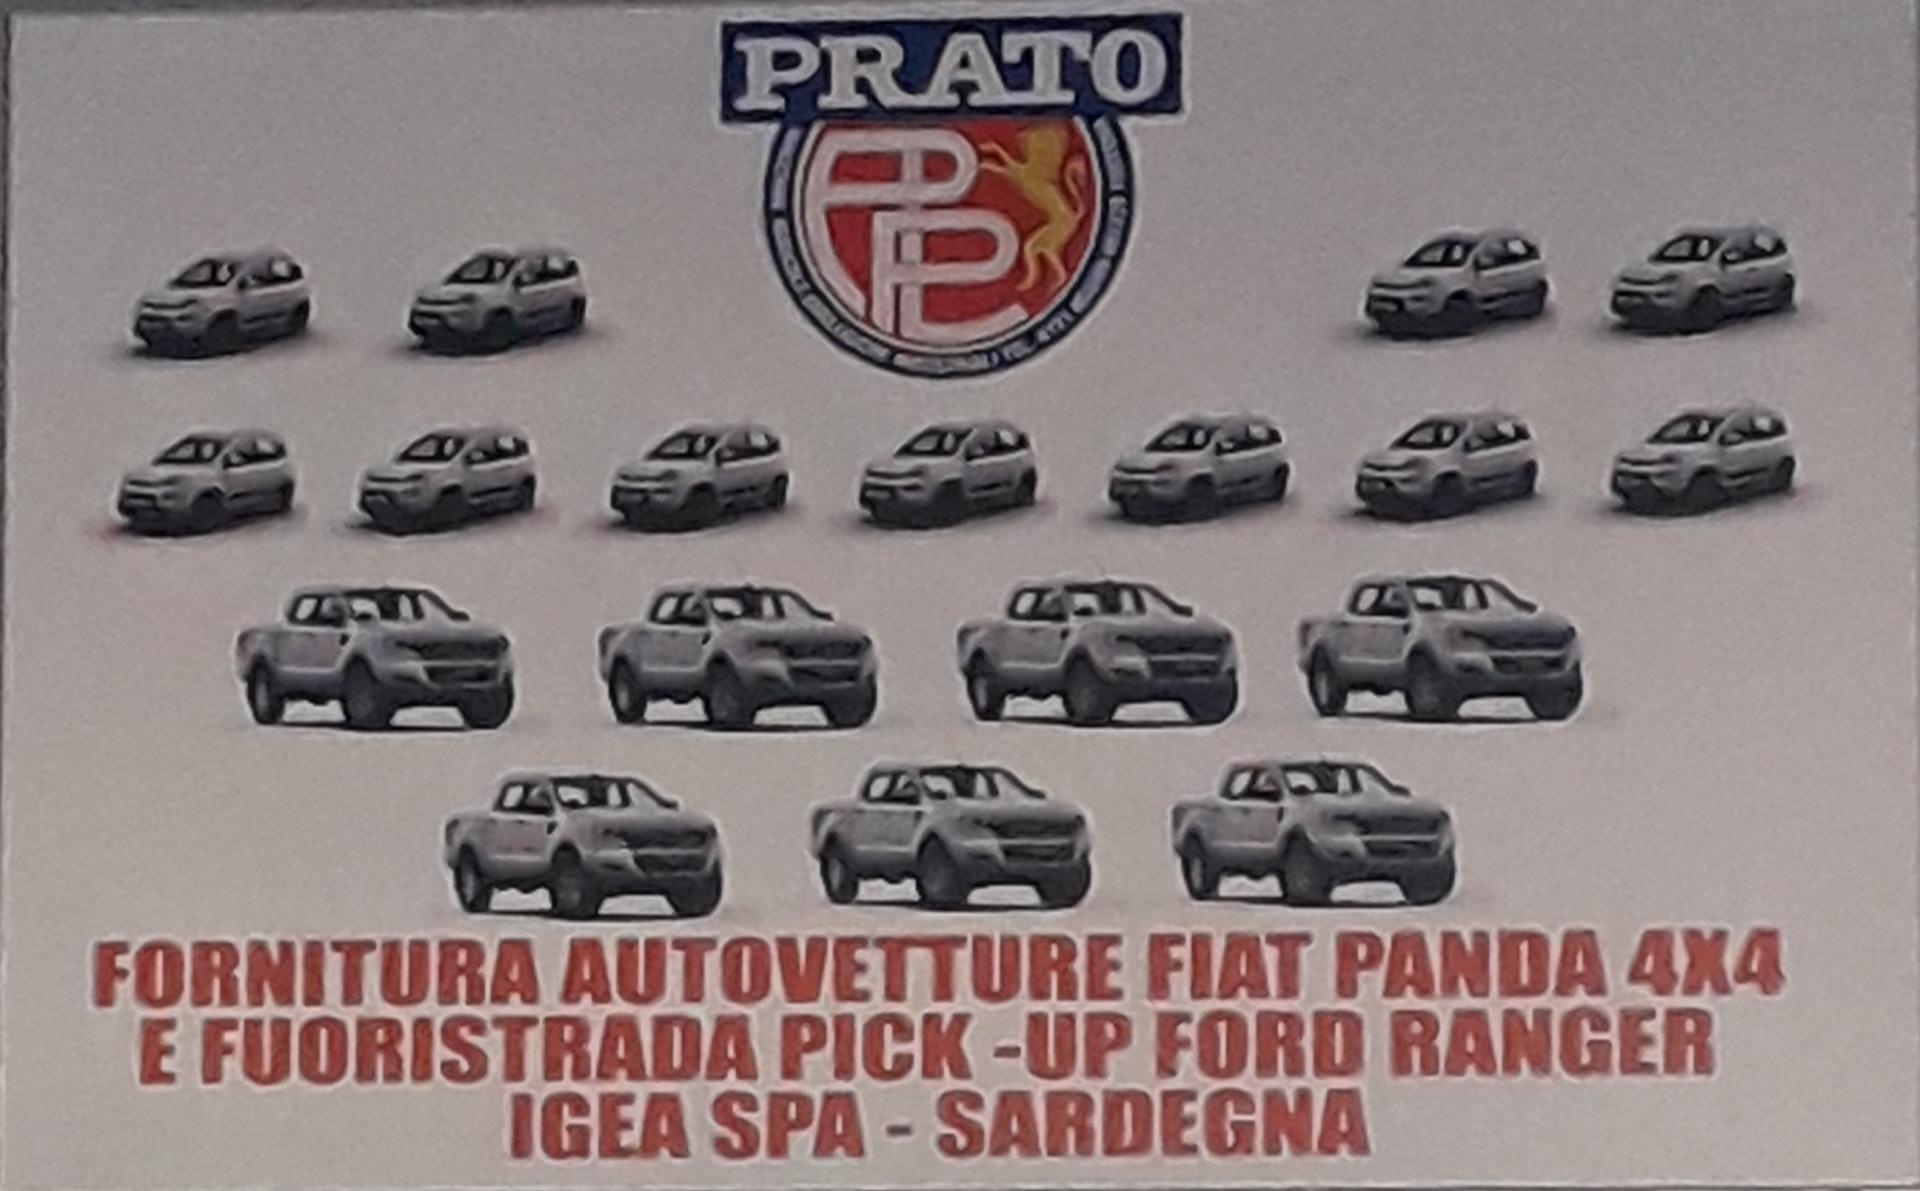 PRATO
FORNITURA AUTOVETTURE FIAT PANDA 4X4
E FUORISTRADA PICK -UP FORD RANGER
IGEA SPA - SARDEGNA